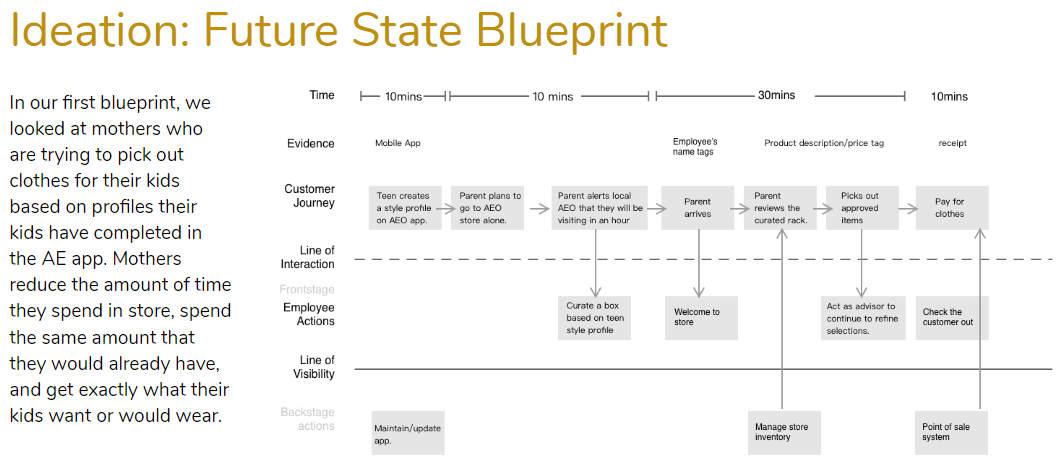 Ideation: Future State Blueprint
In our first blueprint, we
looked at mothers who
are trying to pick out
clothes for their kids
based on profiles their
kids have completed in
the AE app. Mothers
reduce the amount of time
they spend in store, spend
the same amount that
they would already have,
and get exactly what their
kids want or would wear.
Time
10mins
10 mins
30mins
10mins
Evidence
Mobile App
Employee's
name tags
Product description/price tag
receipt
Customer
Journey
Teen creates
a style profile
on AEO app.
Parent plans to
go to AEO
store alone.
Parent alerts local
AEO that they will be
visiting in an hour
Parent
arrives
Parent
reviews the
curated rack.
Picks out
approved
items
Pay for
clothes
Line of
Interaction
Frontstage
Employee
Actions
Curate a box
based on teen
style profile
Welcome to
store
Act as advisor to
continue to refine
selections.
Check the
customer out
Line of
Visibility
Backstage
actions
Maintain/update
app.
Manage store
inventory
Point of sale
system